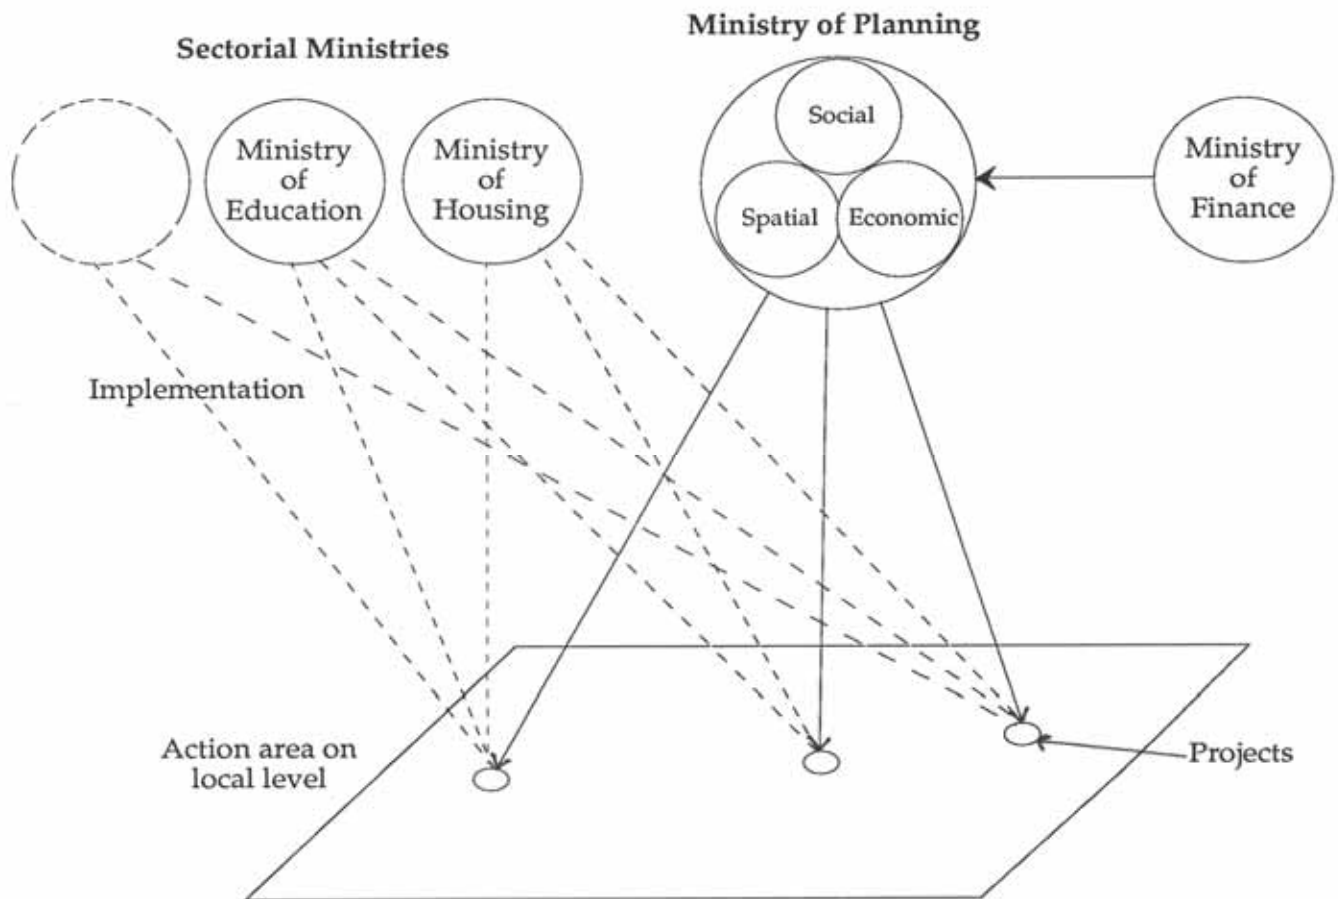 Sectorial Ministries
Ministry of Planning
Ministry
of
Education
Ministry
of
Housing
Social
Spatial
Economic
Ministry
of
Finance
Implementation
Action area on
local level
Projects